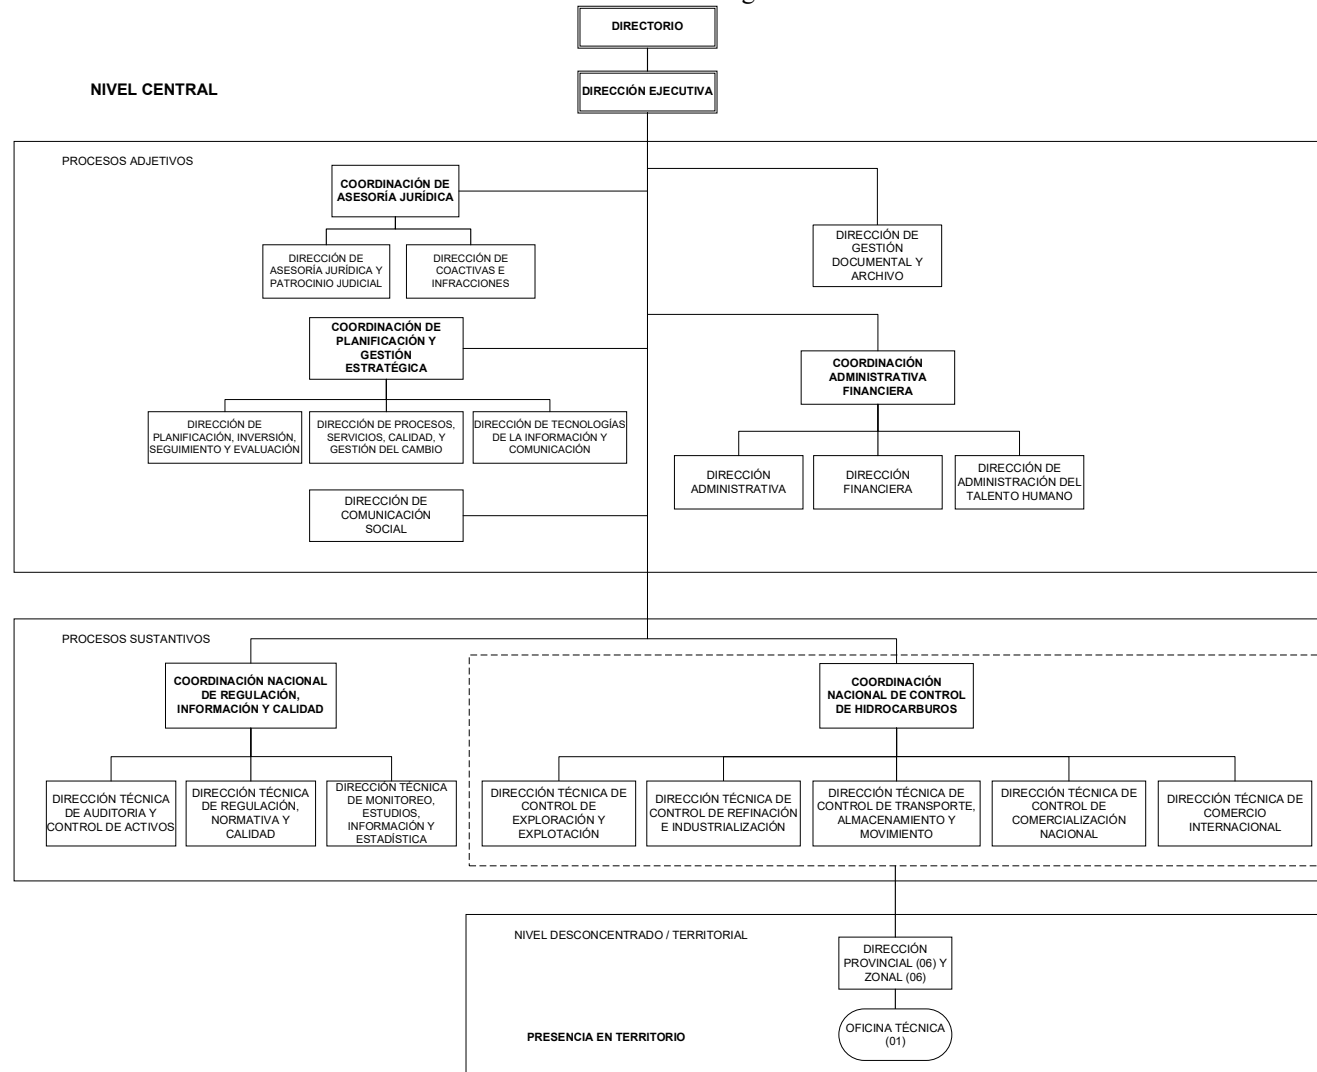 g
DIRECTORIO
DIRECCIÓN EJECUTIVA
NIVEL CENTRAL
PROCESOS ADJETIVOS
COORDINACIÓN DE
ASESORÍA JURÍDICA
DIRECCIÓN DE
ASESORÍA JURÍDICA Y
PATROCINIO JUDICIAL
DIRECCIÓN DE
COACTIVAS E
INFRACCIONES
DIRECCIÓN DE
GESTIÓN
DOCUMENTAL Y
ARCHIVO
COORDINACIÓN DE
PLANIFICACIÓN Y
GESTIÓN
ESTRATÉGICA
DIRECCIÓN DE
PLANIFICACIÓN, INVERSIÓN,
SEGUIMIENTO Y EVALUACIÓN
DIRECCIÓN DE PROCESOS,
SERVICIOS, CALIDAD, Y
GESTIÓN DEL CAMBIO
DIRECCIÓN DE TECNOLOGÍAS
DE LA INFORMACIÓN Y
COMUNICACIÓN
COORDINACIÓN
ADMINISTRATIVA
FINANCIERA
DIRECCIÓN
ADMINISTRATIVA
DIRECCIÓN
FINANCIERA
DIRECCIÓN DE
ADMINISTRACIÓN DEL
TALENTO HUMANO
DIRECCIÓN DE
COMUNICACIÓN
SOCIAL
PROCESOS SUSTANTIVOS
COORDINACIÓN NACIONAL
DE REGULACIÓN,
INFORMACIÓN Y CALIDAD
COORDINACIÓN
NACIONAL DE CONTROL
DE HIDROCARBUROS
DIRECCIÓN TÉCNICA
DE AUDITORIA Y
CONTROL DE ACTIVOS
DIRECCIÓN TÉCNICA
DE REGULACIÓN,
NORMATIVA Y
CALIDAD
DIRECCIÓN TÉCNICA
DE MONITOREO,
ESTUDIOS,
INFORMACIÓN Y
ESTADÍSTICA
DIRECCIÓN TÉCNICA DE
CONTROL DE
EXPLORACIÓN Y
EXPLOTACIÓN
DIRECCIÓN TÉCNICA DE
CONTROL DE REFINACIÓN
E INDUSTRIALIZACIÓN
DIRECCIÓN TÉCNICA DE
CONTROL DE TRANSPORTE,
ALMACENAMIENTO Y
MOVIMIENTO
DIRECCIÓN TÉCNICA DE
CONTROL DE
COMERCIALIZACIÓN
NACIONAL
DIRECCIÓN TÉCNICA DE
COMERCIO
INTERNACIONAL
NIVEL DESCONCENTRADO / TERRITORIAL
DIRECCIÓN
PROVINCIAL (06) Y
ZONAL (06)
OFICINA TÉCNICA
(01)
PRESENCIA EN TERRITORIO